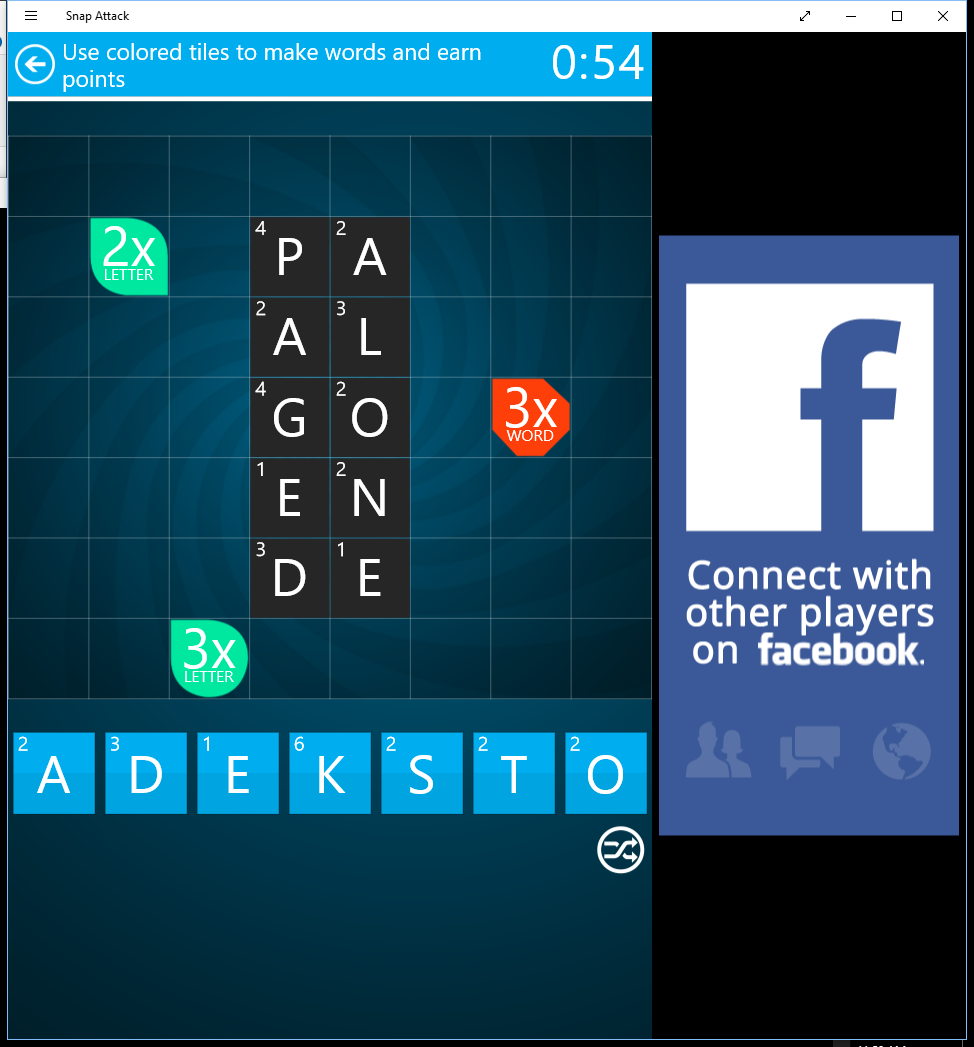 Snap Attack
Use colored tiles to make words and earn points
0:54
2x
LETTER
4 P 2 A
2 A 3 L
4 G 2 O
3x
WORD
1 E 2 N
3 D 1 E
3x
LETTER
2 A 3 D 1 E 6 K 2 S 2 T 2 O
f
Connect with
other players
on facebook.